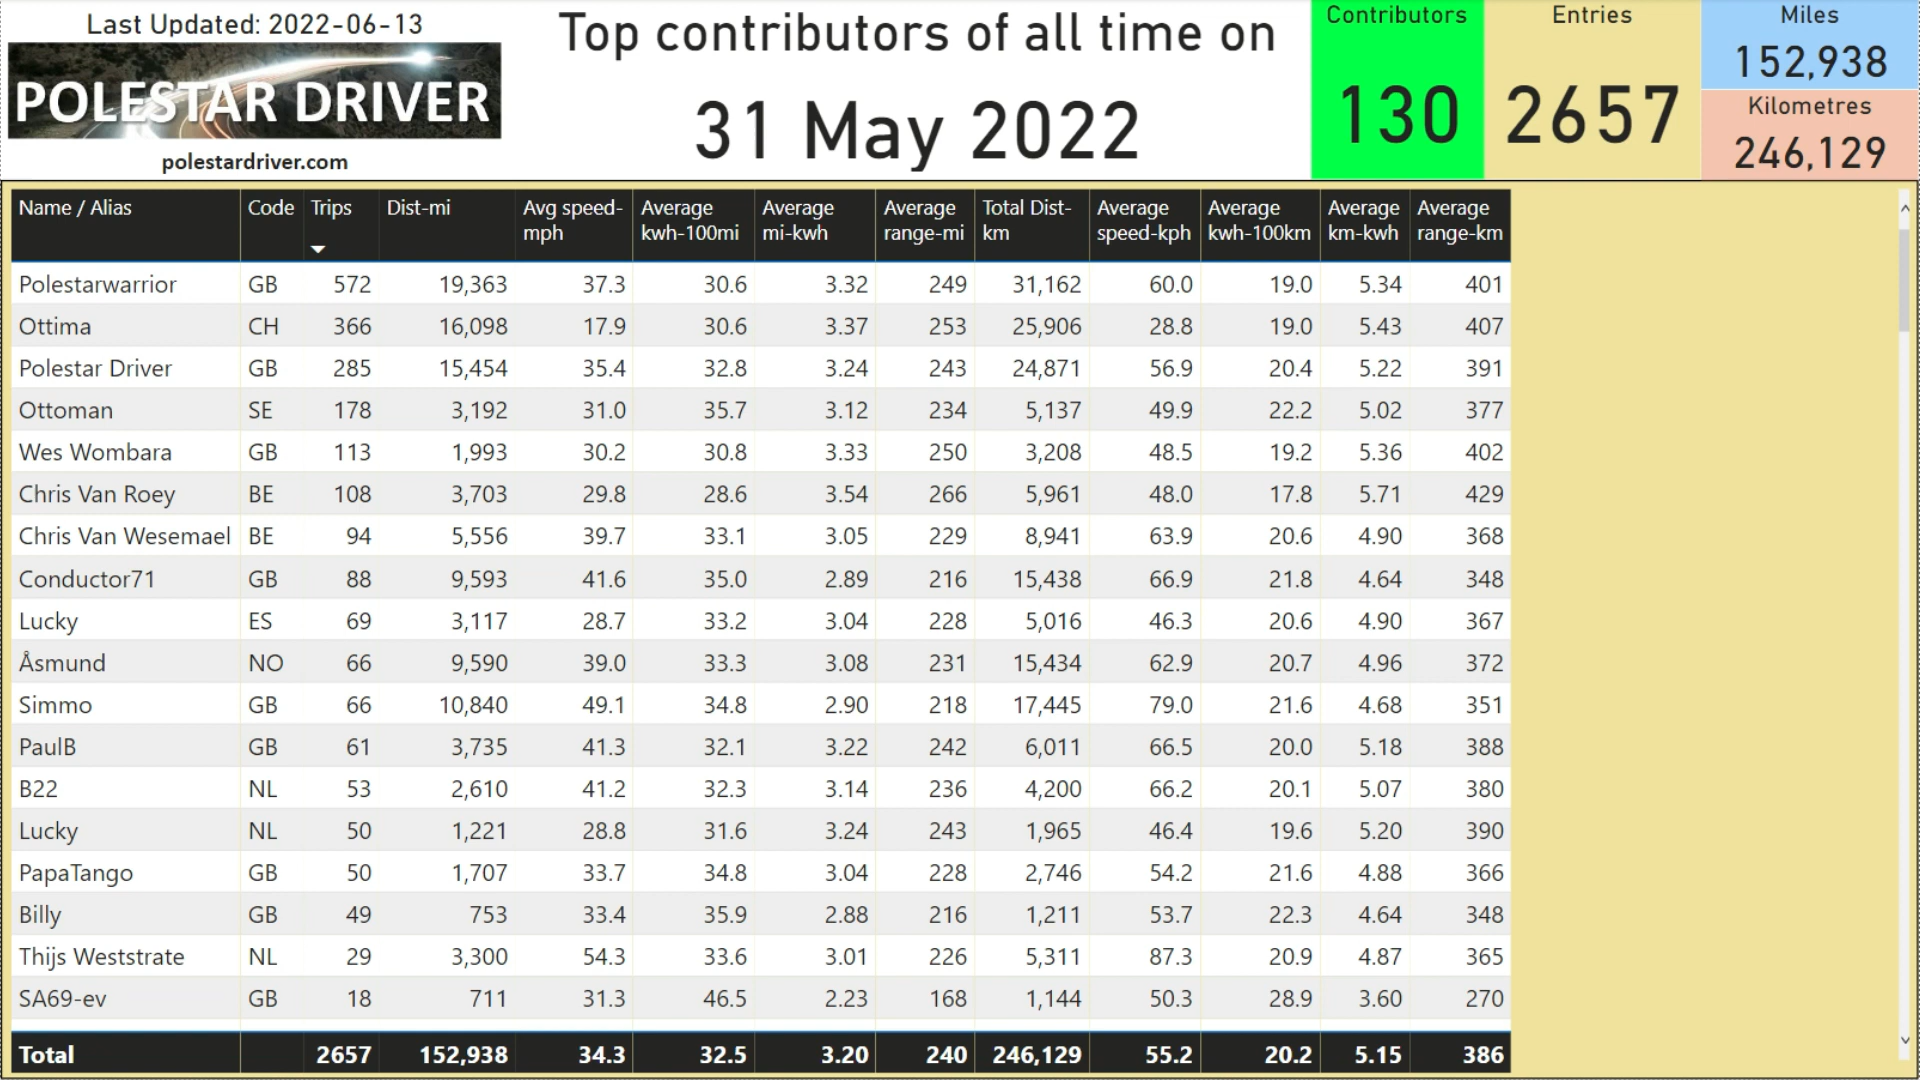 Last Updated: 2022-06-13
POLESTAR DRIVER
polestardriver.com
Top contributors of all time on
31 May 2022
Contributors
130
Entries
2657
Miles
152,938
Kilometres
246,129
Name / Alias Code Trips Dist-mi Avg speed-mph Average kwh-100mi Average mi-kwh Average range-mi Total Dist-km Average speed-kph Average kwh-100km Average km-kwh Average range-km
Polestarwarrior GB 572 19,363 37.3 30.6 3.32 249 31,162 60.0 19.0 5.34 401
Ottima CH 366 16,098 17.9 30.6 3.37 253 25,906 28.8 19.0 5.43 407
Polestar Driver GB 285 15,454 35.4 32.8 3.24 243 24,871 56.9 20.4 5.22 391
Ottoman SE 178 3,192 31.0 35.7 3.12 234 5,137 49.9 22.2 5.02 377
Wes Wombara GB 113 1,993 30.2 30.8 3.33 250 3,208 48.5 19.2 5.36 402
Chris Van Roey BE 108 3,703 29.8 28.6 3.54 266 5,961 48.0 17.8 5.71 429
Chris Van Wesemael BE 94 5,556 39.7 33.1 3.05 229 8,941 63.9 20.6 4.90 368
Conductor71 GB 88 9,593 41.6 35.0 2.89 216 15,438 66.9 21.8 4.64 348
Lucky ES 69 3,117 28.7 33.2 3.04 228 5,016 46.3 20.6 4.90 367
Åsmund NO 66 9,590 39.0 33.3 3.08 231 15,434 62.9 20.7 4.96 372
Simmo GB 66 10,840 49.1 34.8 2.90 218 17,445 79.0 21.6 4.68 351
PaulB GB 61 3,735 41.3 32.1 3.22 242 6,011 66.5 20.0 5.18 388
B22 NL 53 2,610 41.2 32.3 3.14 236 4,200 66.2 20.1 5.07 380
Lucky NL 50 1,221 28.8 31.6 3.24 243 1,965 46.4 19.6 5.20 390
PapaTango GB 50 1,707 33.7 34.8 3.04 228 2,746 54.2 21.6 4.88 366
Billy GB 49 753 33.4 35.9 2.88 216 1,211 53.7 22.3 4.64 348
Thijs Weststrate NL 29 3,300 54.3 33.6 3.01 226 5,311 87.3 20.9 4.87 365
SA69-ev GB 18 711 31.3 46.5 2.23 168 1,144 50.3 28.9 3.60 270
Total 2657 152,938 34.3 32.5 3.20 240 246,129 55.2 20.2 5.15 386